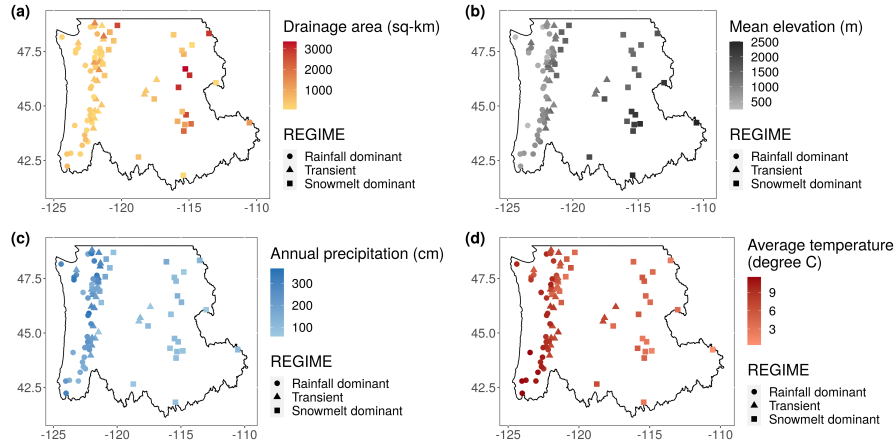 (a)
47.5
45.0
42.5
-125
-120
-115
-110
Drainage area (sq-km)
3000
2000
1000
REGIME
Rainfall dominant
Transient
Snowmelt dominant
(b)
47.5
45.0
42.5
-125
-120
-115
-110
Mean elevation (m)
2500
2000
1500
1000
500
REGIME
Rainfall dominant
Transient
Snowmelt dominant
(c)
47.5
45.0
42.5
-125
-120
-115
-110
Annual precipitation (cm)
300
200
100
REGIME
Rainfall dominant
Transient
Snowmelt dominant
(d)
47.5
45.0
42.5
-125
-120
-115
-110
Average temperature
(degree C)
9
6
3
REGIME
Rainfall dominant
Transient
Snowmelt dominant